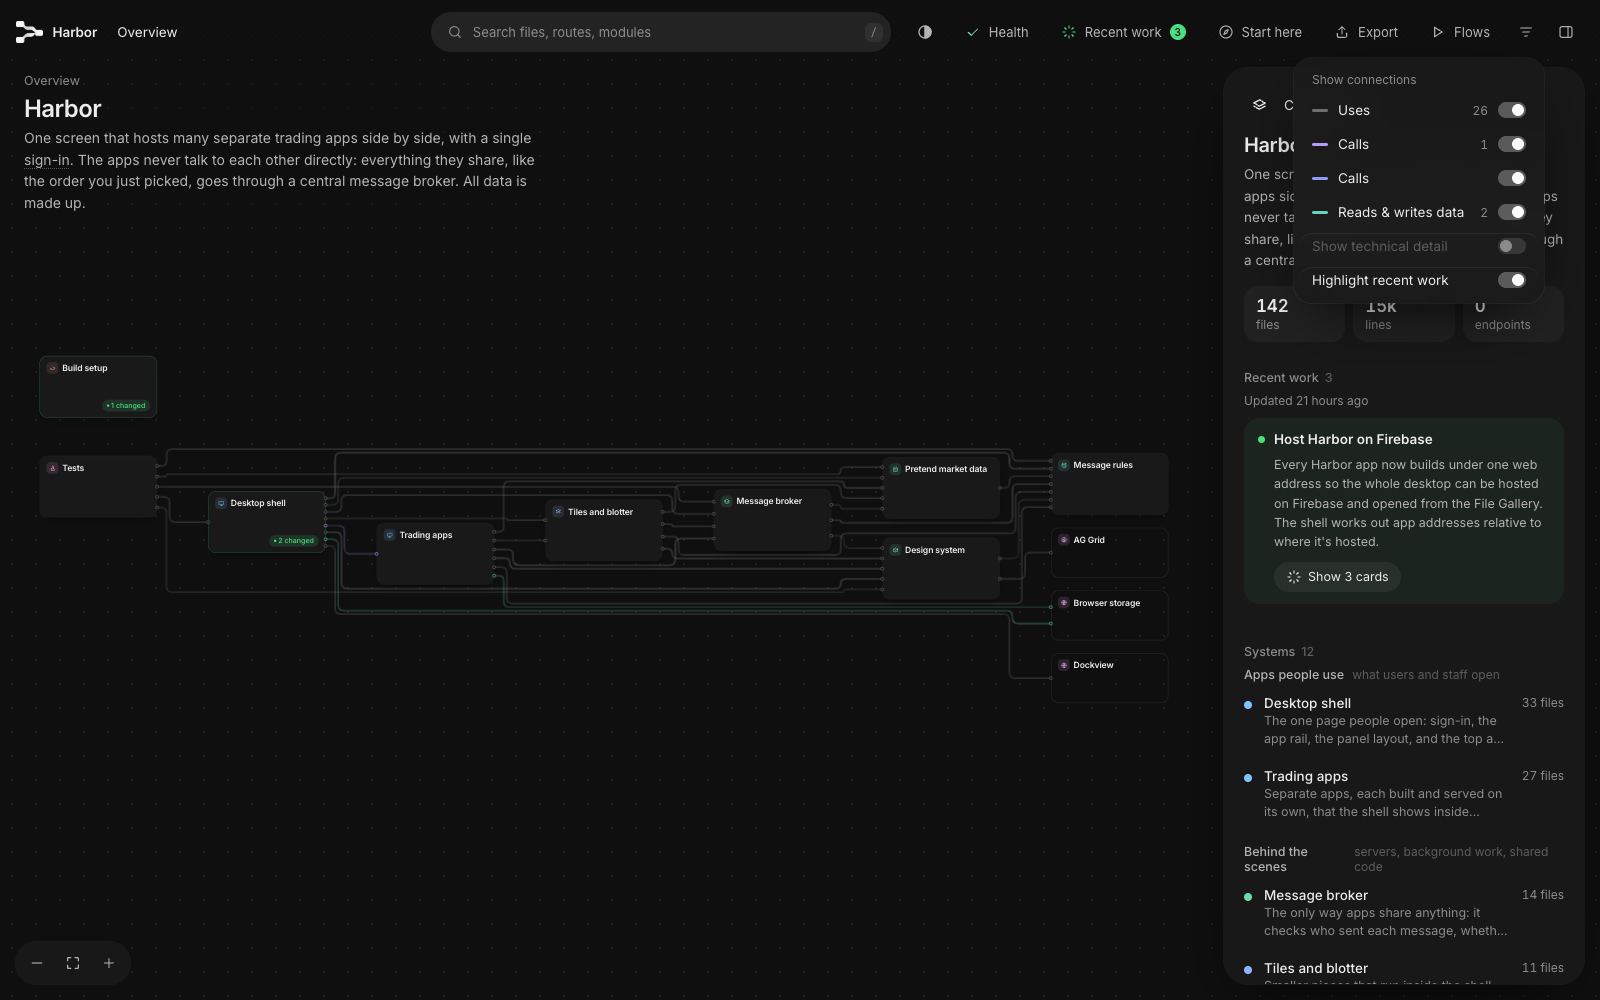 Harbor
Overview
Search files, routes, modules
/
Health
Recent work 3
Start here
Export
Flows
Overview
Harbor
One screen that hosts many separate trading apps side by side, with a single
sign-in. The apps never talk to each other directly: everything they share, like
the order you just picked, goes through a central message broker. All data is
made up.
Show connections
Uses 26
Calls 1
Calls
Reads & writes data 2
Show technical detail
Highlight recent work
Build setup
1 changed
Tests
Desktop shell
2 changed
Trading apps
Tiles and blotter
Message broker
Pretend market data
Design system
Message rules
AG Grid
Browser storage
Dockview
One
apps
never
share,
a
142
files
15k
lines
0
endpoints
Recent work 3
Updated 21 hours ago
Host Harbor on Firebase
Every Harbor app now builds under one web
address so the whole desktop can be hosted
on Firebase and opened from the File Gallery.
The shell works out app addresses relative to
where it's hosted.
Show 3 cards
Systems 12
Apps people use what users and staff open
Desktop shell 33 files
The one page people open: sign-in, the
app rail, the panel layout, and the top a...
Trading apps 27 files
Separate apps, each built and served on
its own, that the shell shows inside...
Behind the scenes
servers, background work, shared code
Message broker 14 files
The only way apps share anything: it
checks who sent each message, wheth...
Tiles and blotter 11 files